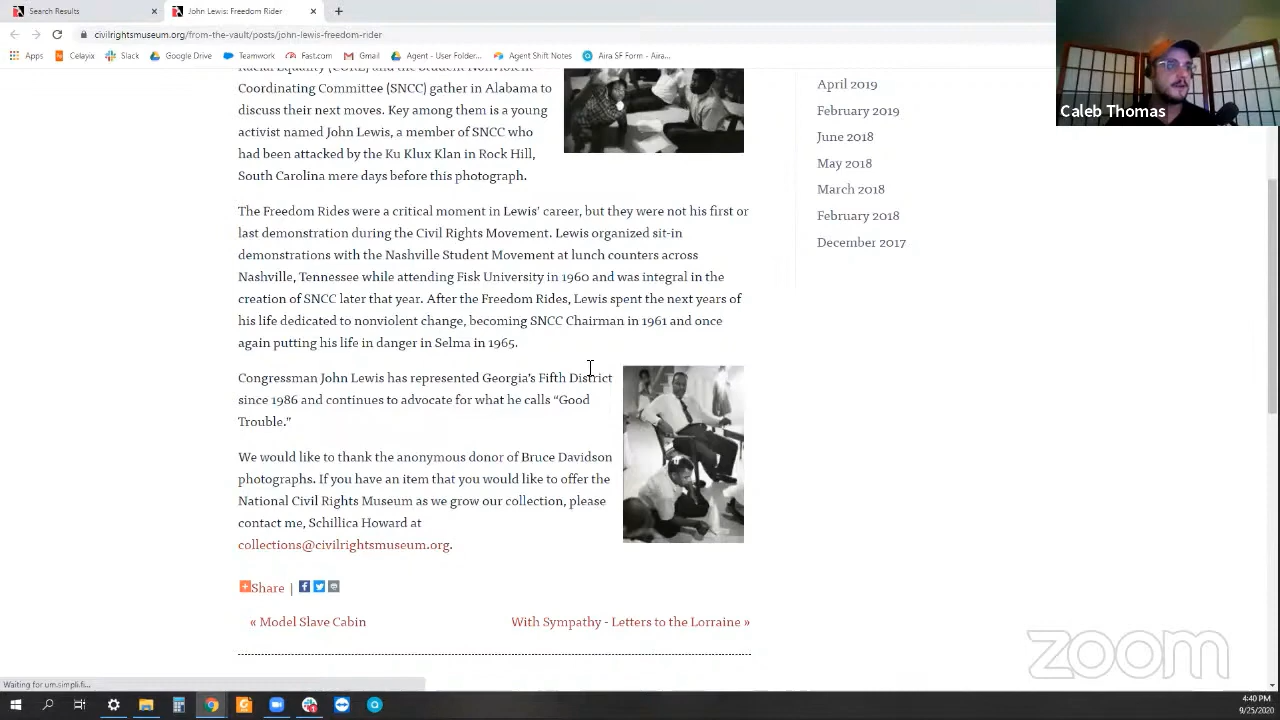 Search Results
John Lewis: Freedom Rider
civilrightsmuseum.org/from-the-vault/posts/john-lewis-freedom-rider
Apps Celayix Slack Google Drive Teamwork Fast.com Gmail Agent - User Folder... Agent Shift Notes Aira SF Form - Aira...
Caleb Thomas
Racial Equality (CORE) and the Student Nonviolent
Coordinating Committee (SNCC) gather in Alabama to
discuss their next moves. Key among them is a young
activist named John Lewis, a member of SNCC who
had been attacked by the Ku Klux Klan in Rock Hill,
South Carolina mere days before this photograph.
The Freedom Rides were a critical moment in Lewis' career, but they were not his first or
last demonstration during the Civil Rights Movement. Lewis organized sit-in
demonstrations with the Nashville Student Movement at lunch counters across
Nashville, Tennessee while attending Fisk University in 1960 and was integral in the
creation of SNCC later that year. After the Freedom Rides, Lewis spent the next years of
his life dedicated to nonviolent change, becoming SNCC Chairman in 1961 and once
again putting his life in danger in Selma in 1965.
Congressman John Lewis has represented Georgia's Fifth District
since 1986 and continues to advocate for what he calls “Good
Trouble.”
We would like to thank the anonymous donor of Bruce Davidson
photographs. If you have an item that you would like to offer the
National Civil Rights Museum as we grow our collection, please
contact me, Schillica Howard at
collections@civilrightsmuseum.org.
Share |
« Model Slave Cabin
With Sympathy - Letters to the Lorraine »
April 2019
February 2019
June 2018
May 2018
March 2018
February 2018
December 2017
zoom
Waiting for um.simpli.fi...
4:40 PM
9/25/2020